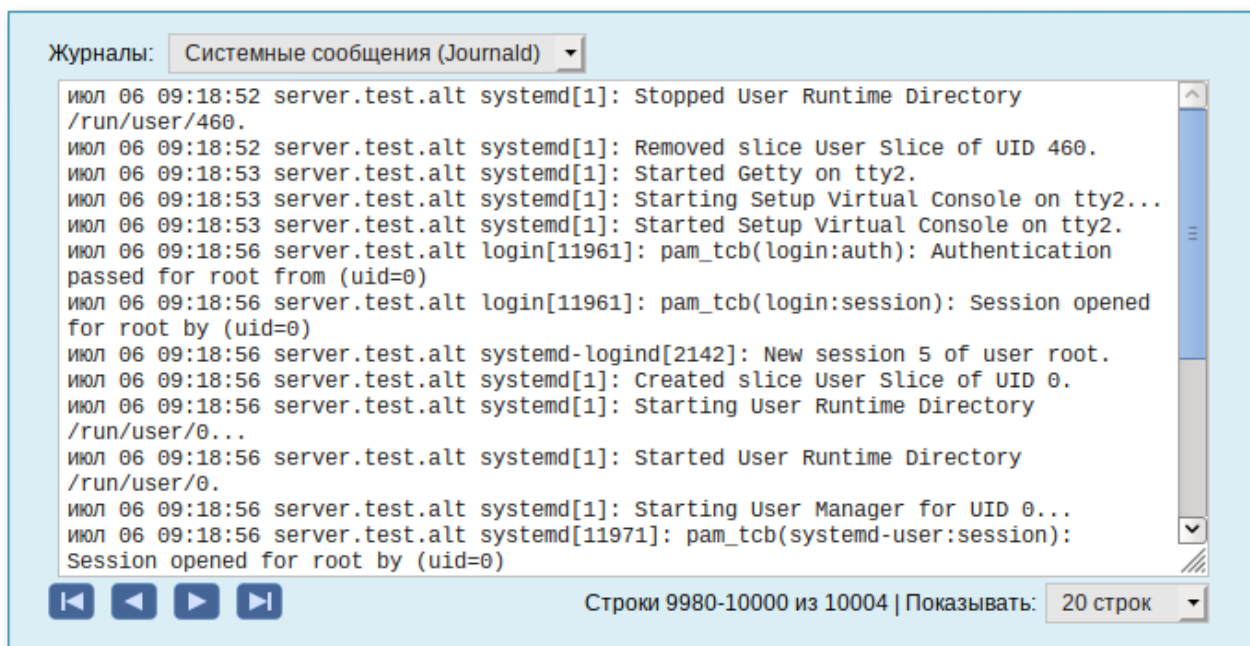 Журналы: Системные сообщения (Journald)
июл 06 09:18:52 server.test.alt systemd[1]: Stopped User Runtime Directory
/run/user/460.
июл 06 09:18:52 server.test.alt systemd[1]: Removed slice User Slice of UID 460.
июл 06 09:18:53 server.test.alt systemd[1]: Started Getty on tty2.
июл 06 09:18:53 server.test.alt systemd[1]: Starting Setup Virtual Console on tty2...
июл 06 09:18:53 server.test.alt systemd[1]: Started Setup Virtual Console on tty2.
июл 06 09:18:56 server.test.alt login[11961]: pam_tcb(login:auth): Authentication
passed for root from (uid=0)
июл 06 09:18:56 server.test.alt login[11961]: pam_tcb(login:session): Session opened
for root by (uid=0)
июл 06 09:18:56 server.test.alt systemd-logind[2142]: New session 5 of user root.
июл 06 09:18:56 server.test.alt systemd[1]: Created slice User Slice of UID 0.
июл 06 09:18:56 server.test.alt systemd[1]: Starting User Runtime Directory
/run/user/0...
июл 06 09:18:56 server.test.alt systemd[1]: Started User Runtime Directory
/run/user/0.
июл 06 09:18:56 server.test.alt systemd[1]: Starting User Manager for UID 0...
июл 06 09:18:56 server.test.alt systemd[11971]: pam_tcb(systemd-user:session):
Session opened for root by (uid=0)
Строки 9980-10000 из 10004 | Показывать: 20 строк